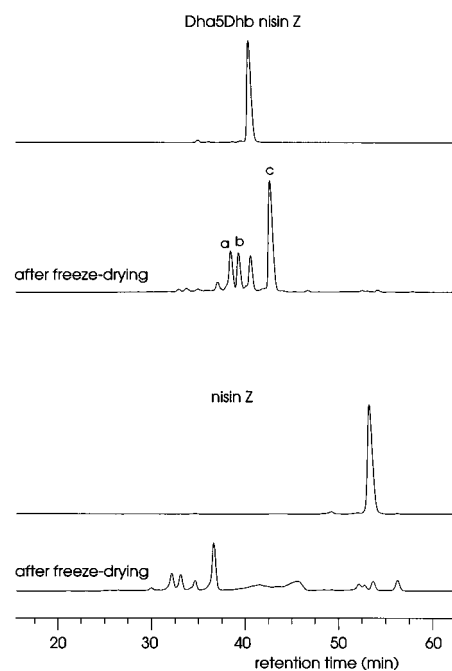 Dha5Dhb nisin Z
c
a b
after freeze-drying
nisin Z
after freeze-drying
20 30 40 50 60
retention time (min)